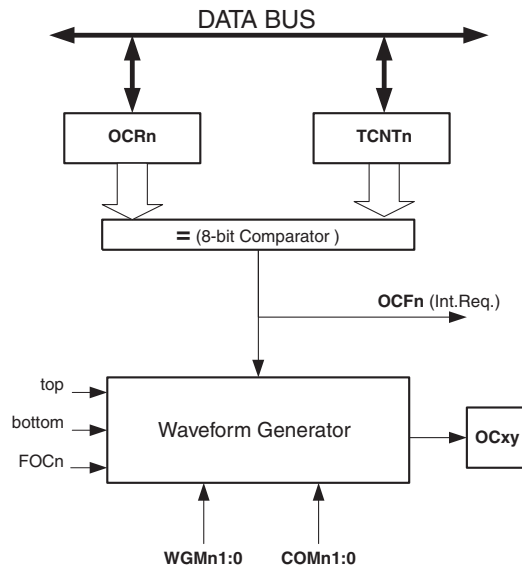 DATA BUS
OCRn
TCNTn
= (8-bit Comparator )
OCFn (Int.Req.)
top
bottom
FOCn
Waveform Generator
OCxy
WGMn1:0
COMn1:0